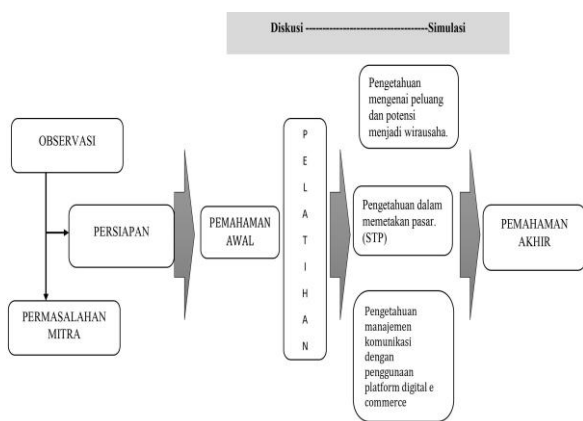 Diskusi ------------------------------------Simulasi
OBSERVASI
PERSIAPAN
PERMASALAHAN
MITRA
PEMAHAMAN
AWAL
P
E
L
A
T
I
H
A
N
Pengetahuan
mengenai peluang
dan potensi
menjadi wirausaha.
Pengetahuan dalam
memetakan pasar.
(STP)
Pengetahuan
manajemen
komunikasi
dengan
penggunaan
platform digital e
commerce
PEMAHAMAN
AKHIR